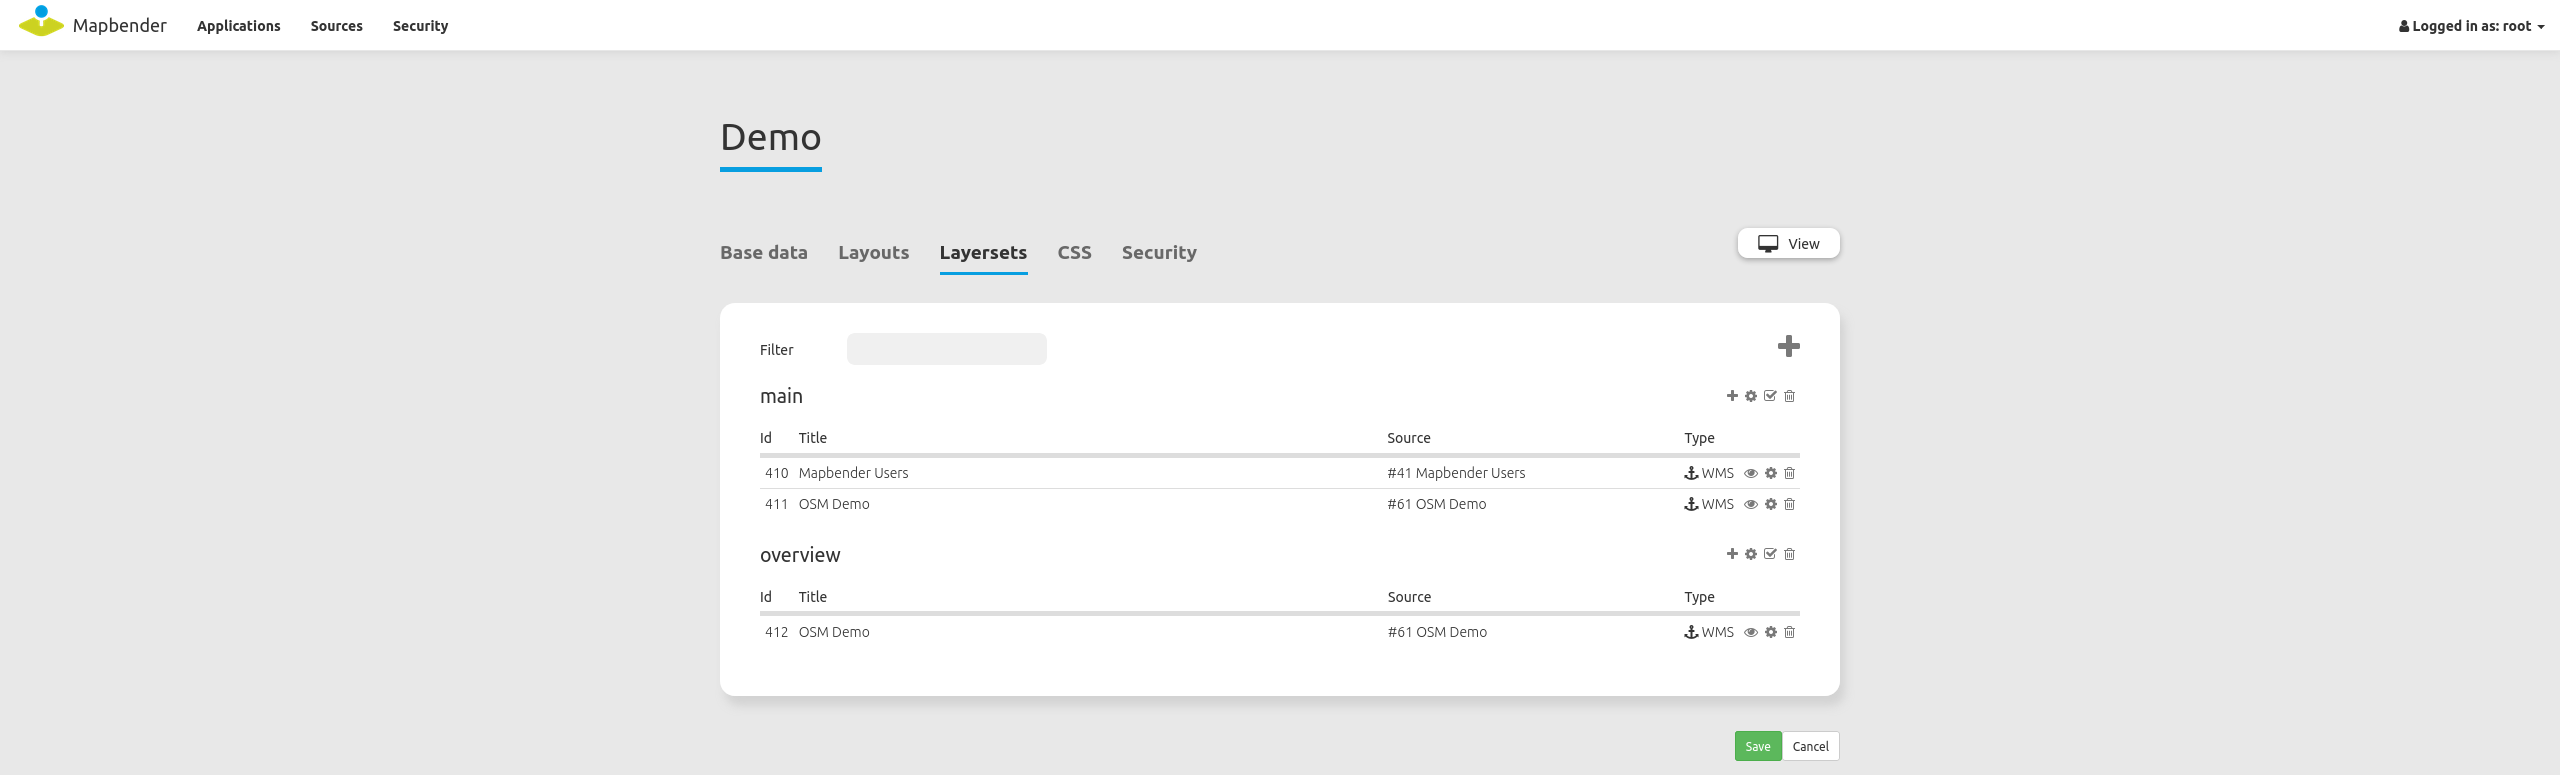 Mapbender Applications Sources Security Logged in as: root
Demo
Base data Layouts Layersets CSS Security View
Filter
main
Id Title Source Type
410 Mapbender Users #41 Mapbender Users WMS
411 OSM Demo #61 OSM Demo WMS
overview
Id Title Source Type
412 OSM Demo #61 OSM Demo WMS
Save Cancel